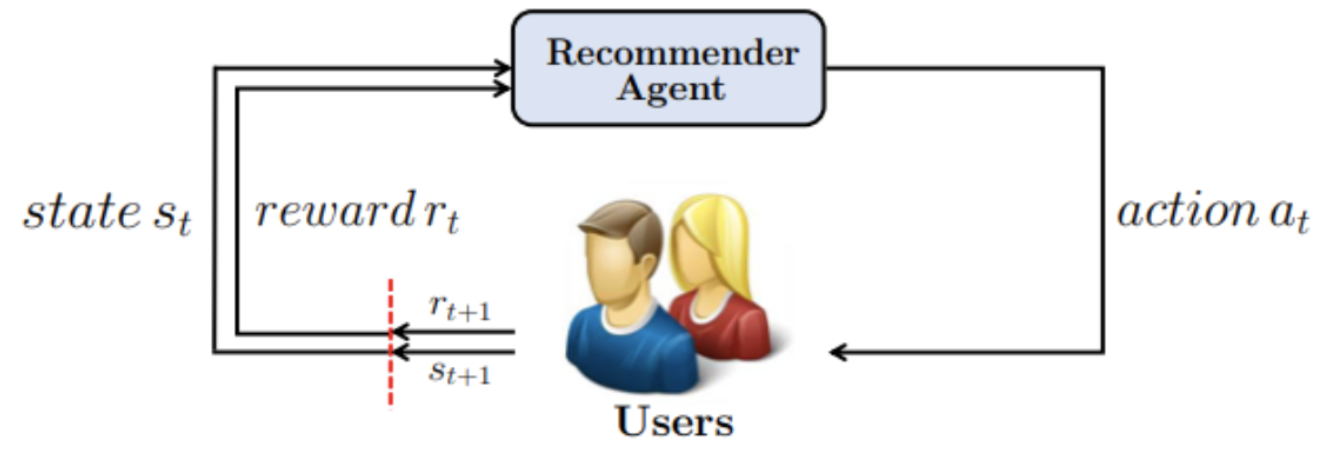 Recommender
Agent
state s_t
reward r_t
action a_t
r_{t+1}
s_{t+1}
Users